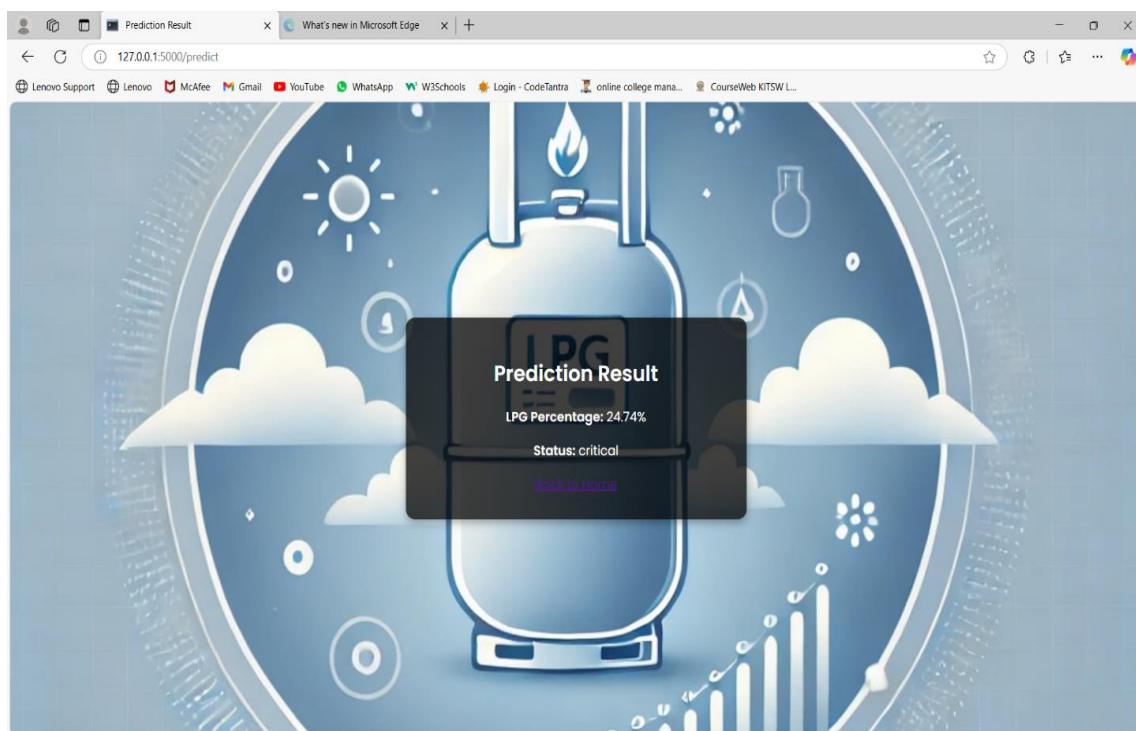 Prediction Result
What's new in Microsoft Edge
127.0.0.1:5000/predict
Lenovo Support Lenovo McAfee Gmail YouTube WhatsApp W3Schools Login - CodeTantra online college mana... CourseWeb KITSW L...
LPG
Prediction Result
LPG Percentage: 24.74%
Status: critical
Back to Home